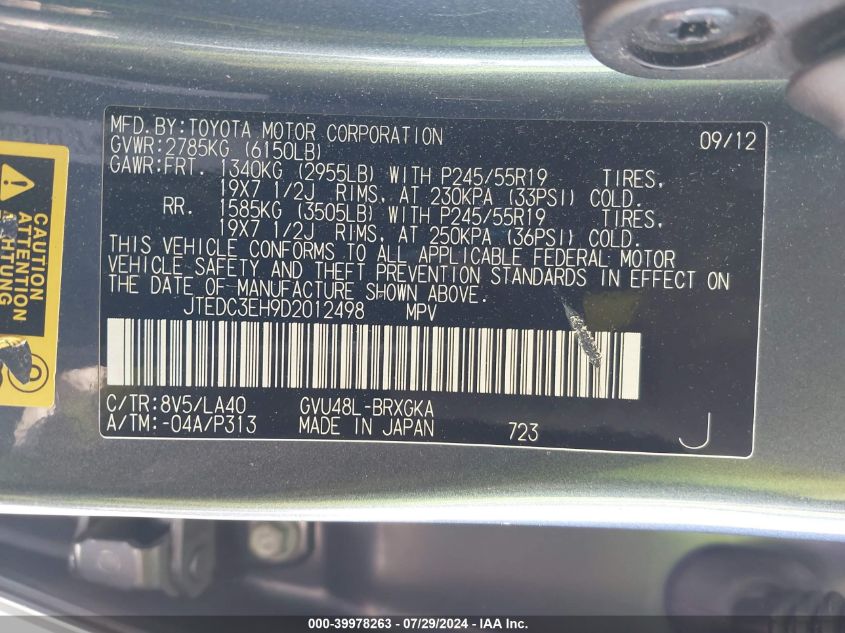 MFD.BY:TOYOTA MOTOR CORPORATION 09/12
GVWR:2785KG (6150LB)
GAWR:FRT. 1340KG (2955LB) WITH P245/55R19 TIRES,
19X7 1/2J RIMS, AT 230KPA (33PSI) COLD.
RR. 1585KG (3505LB) WITH P245/55R19 TIRES,
19X7 1/2J RIMS, AT 250KPA (36PSI) COLD.
THIS VEHICLE CONFORMS TO ALL APPLICABLE FEDERAL MOTOR
VEHICLE SAFETY AND THEFT PREVENTION STANDARDS IN EFFECT ON
THE DATE OF MANUFACTURE SHOWN ABOVE.
JTEDC3EH9D2012498 MPV
C/TR:8V5/LA40 GVU48L-BRXGKA
A/TM:-04A/P313 MADE IN JAPAN 723 J
CAUTION
ATTENTION
ACHTUNG
000-39978263 - 07/29/2024 - IAA Inc.